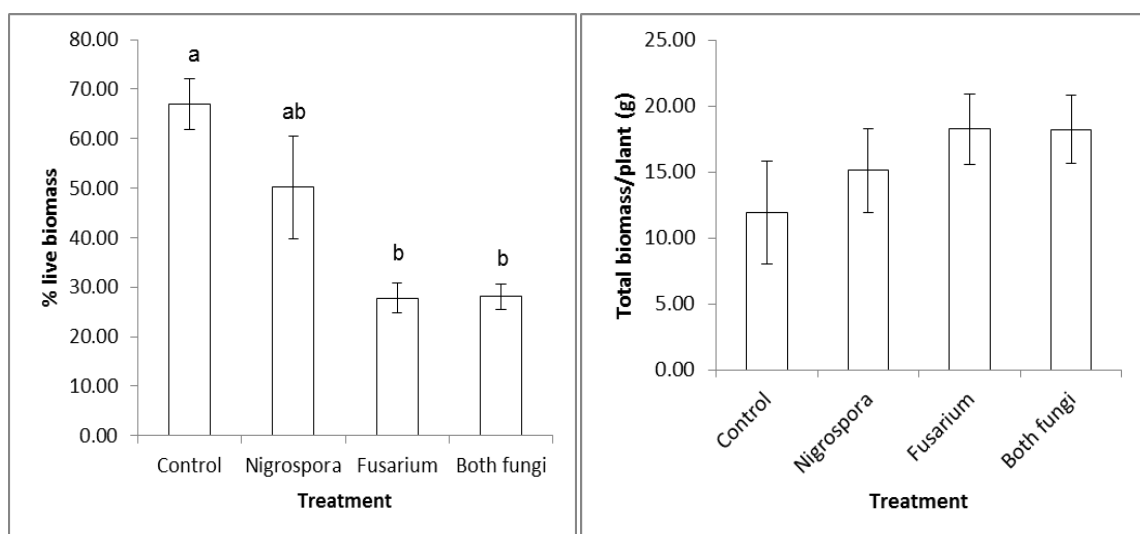 80.00
70.00
60.00
50.00
40.00
30.00
20.00
10.00
0.00
% live biomass
a
ab
b
b
Control
Nigrospora
Fusarium
Both fungi
Treatment
25.00
20.00
15.00
10.00
5.00
0.00
Total biomass/plant (g)
Control
Nigrospora
Fusarium
Both fungi
Treatment